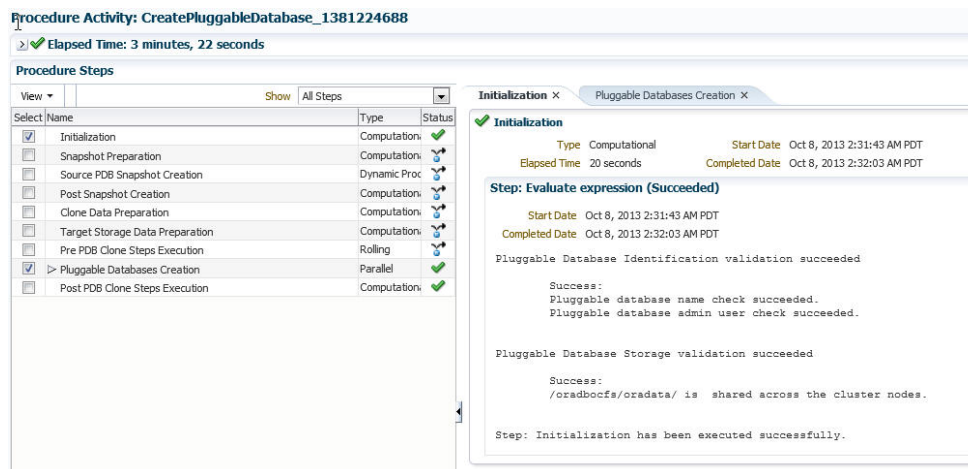 Procedure Activity: CreatePluggableDatabase_1381224688
Elapsed Time: 3 minutes, 22 seconds
Procedure Steps
View
Show All Steps
Select Name Type Status
Initialization Computation
Snapshot Preparation Computation
Source PDB Snapshot Creation Dynamic Proc
Post Snapshot Creation Computation
Clone Data Preparation Computation
Target Storage Data Preparation Computation
Pre PDB Clone Steps Execution Rolling
Pluggable Databases Creation Parallel
Post PDB Clone Steps Execution Computation
Initialization × Pluggable Databases Creation ×
Initialization
Type Computational Start Date Oct 8, 2013 2:31:43 AM PDT
Elapsed Time 20 seconds Completed Date Oct 8, 2013 2:32:03 AM PDT
Step: Evaluate expression (Succeeded)
Start Date Oct 8, 2013 2:31:43 AM PDT
Completed Date Oct 8, 2013 2:32:03 AM PDT
Pluggable Database Identification validation succeeded
Success:
Pluggable database name check succeeded.
Pluggable database admin user check succeeded.
Pluggable Database Storage validation succeeded
Success:
/oradbocfs/oradata/ is shared across the cluster nodes.
Step: Initialization has been executed successfully.